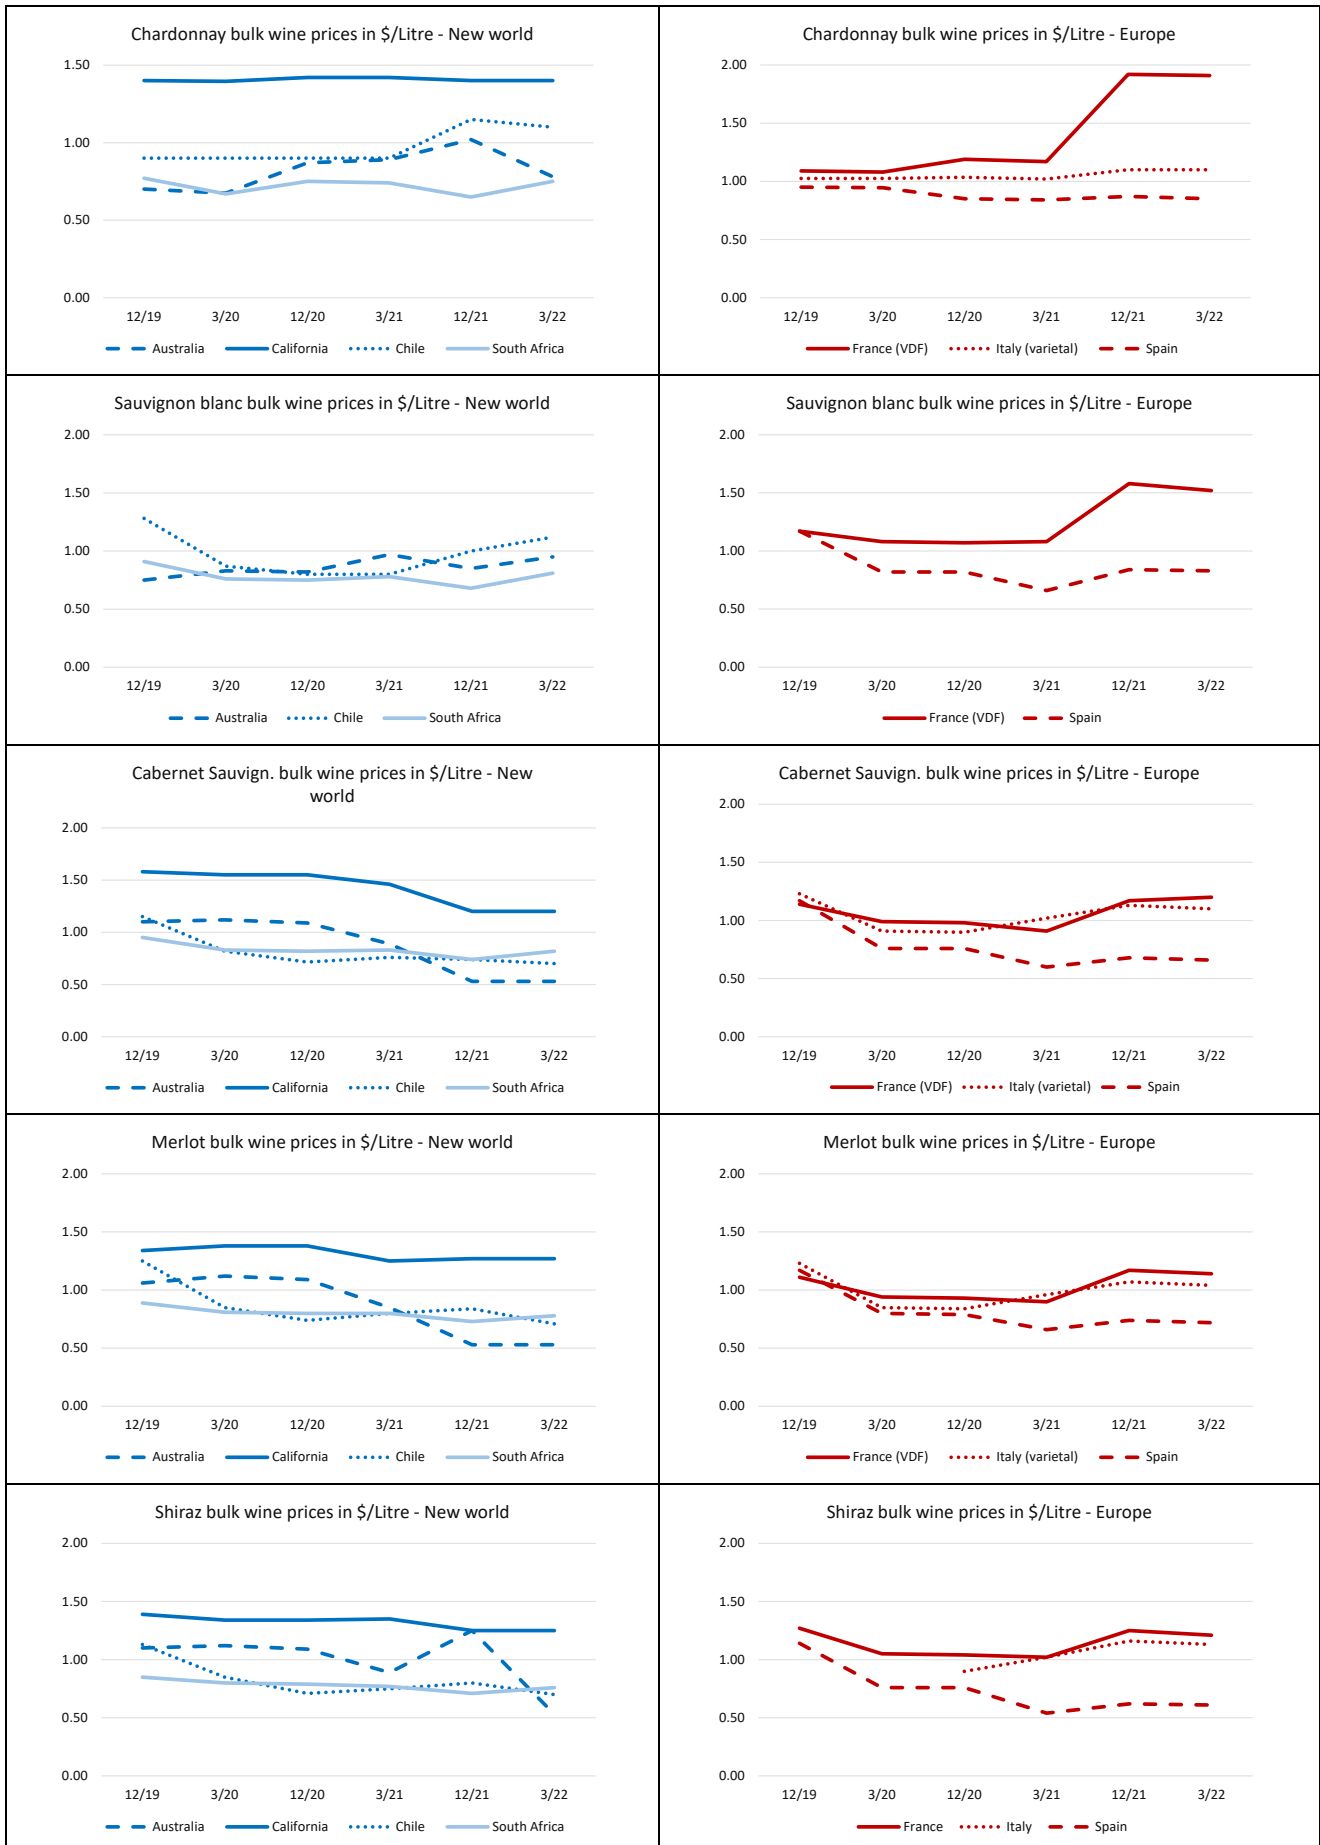 Chardonnay bulk wine prices in $/Litre - New world
1.50
1.00
0.50
0.00
12/19 3/20 12/20 3/21 12/21 3/22
Australia California Chile South Africa
Chardonnay bulk wine prices in $/Litre - Europe
2.00
1.50
1.00
0.50
0.00
12/19 3/20 12/20 3/21 12/21 3/22
France (VDF) Italy (varietal) Spain
Sauvignon blanc bulk wine prices in $/Litre - New world
2.00
1.50
1.00
0.50
0.00
12/19 3/20 12/20 3/21 12/21 3/22
Australia Chile South Africa
Sauvignon blanc bulk wine prices in $/Litre - Europe
2.00
1.50
1.00
0.50
0.00
12/19 3/20 12/20 3/21 12/21 3/22
France (VDF) Spain
Cabernet Sauvign. bulk wine prices in $/Litre - New
world
2.00
1.50
1.00
0.50
0.00
12/19 3/20 12/20 3/21 12/21 3/22
Australia California Chile South Africa
Cabernet Sauvign. bulk wine prices in $/Litre - Europe
2.00
1.50
1.00
0.50
0.00
12/19 3/20 12/20 3/21 12/21 3/22
France (VDF) Italy (varietal) Spain
Merlot bulk wine prices in $/Litre - New world
2.00
1.50
1.00
0.50
0.00
12/19 3/20 12/20 3/21 12/21 3/22
Australia California Chile South Africa
Merlot bulk wine prices in $/Litre - Europe
2.00
1.50
1.00
0.50
0.00
12/19 3/20 12/20 3/21 12/21 3/22
France (VDF) Italy (varietal) Spain
Shiraz bulk wine prices in $/Litre - New world
2.00
1.50
1.00
0.50
0.00
12/19 3/20 12/20 3/21 12/21 3/22
Australia California Chile South Africa
Shiraz bulk wine prices in $/Litre - Europe
2.00
1.50
1.00
0.50
0.00
12/19 3/20 12/20 3/21 12/21 3/22
France Italy Spain